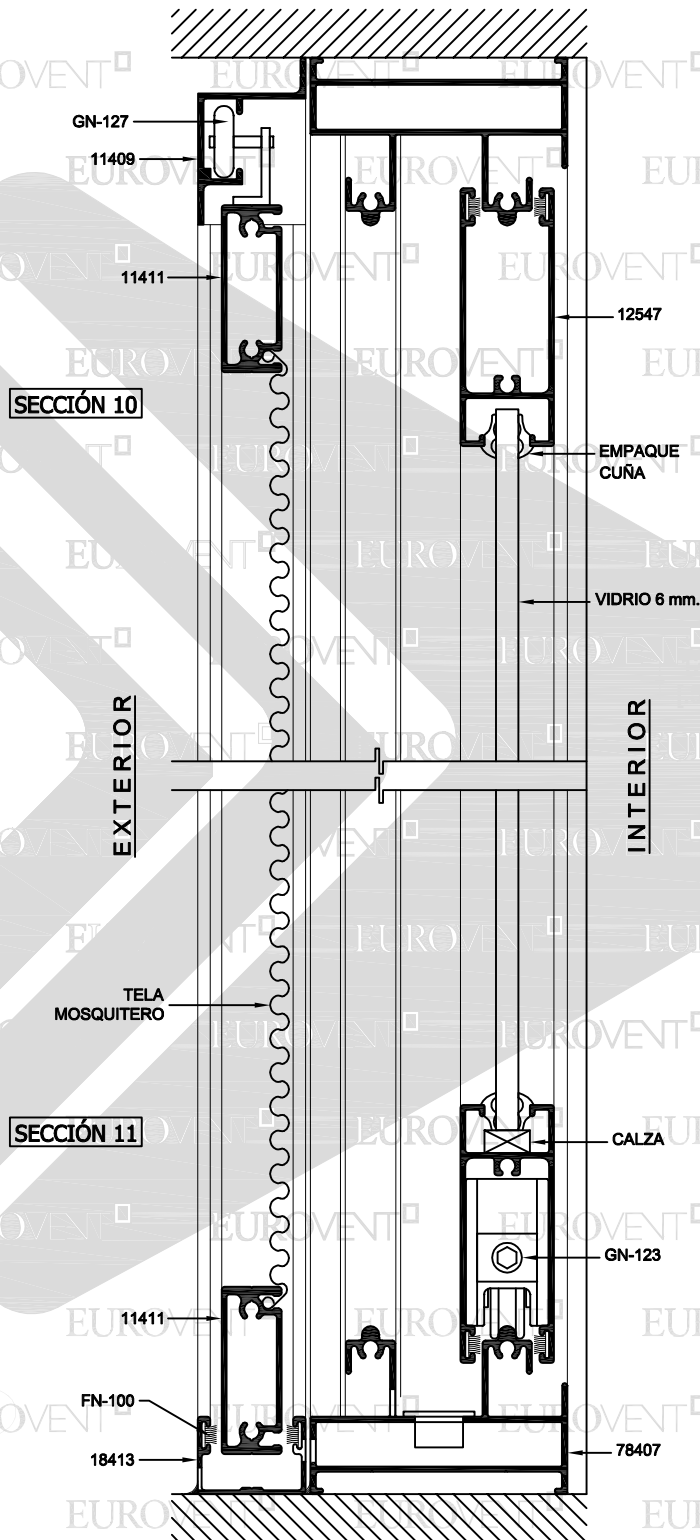 GN-127
11409
11411
12547
SECCIÓN 10
EMPAQUE
CUÑA
VIDRIO 6 mm.
EXTERIOR
INTERIOR
TELA
MOSQUITERO
SECCIÓN 11
CALZA
GN-123
11411
FN-100
18413
78407
EUROVENT